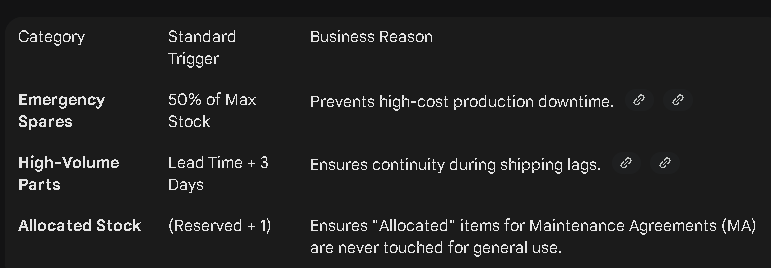 Category Standard Trigger Business Reason
Emergency Spares 50% of Max Stock Prevents high-cost production downtime.
High-Volume Parts Lead Time + 3 Days Ensures continuity during shipping lags.
Allocated Stock (Reserved + 1) Ensures "Allocated" items for Maintenance Agreements (MA)
are never touched for general use.